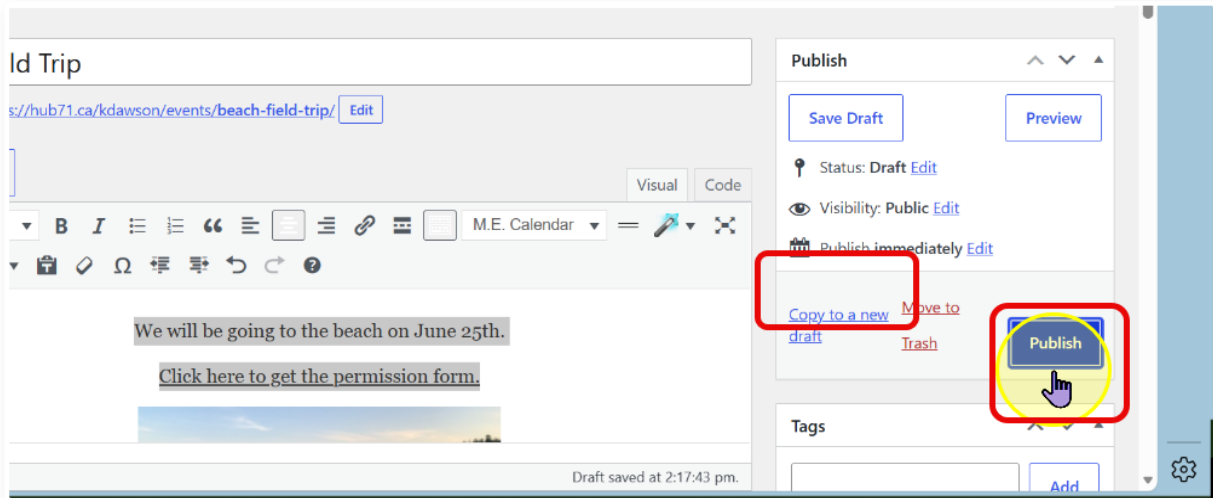 ld Trip
Publish
s://hub71.ca/kdawson/events/beach-field-trip/ Edit
Save Draft
Preview
Status: Draft Edit
Visual
Code
Visibility: Public Edit
M.E. Calendar
Publish immediately Edit
We will be going to the beach on June 25th.
Click here to get the permission form.
Copy to a new
draft
Move to
Trash
Publish
Tags
Draft saved at 2:17:43 pm.
Add